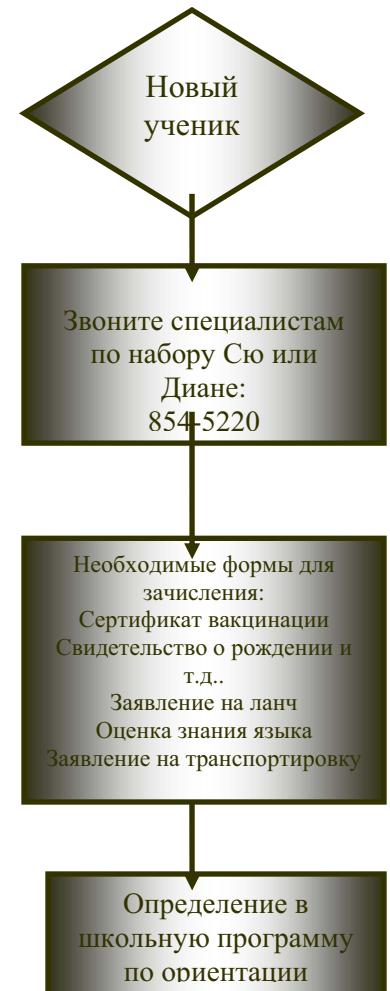 Новый
ученик
Звоните специалистам
по набору Сю или
Диане:
854-5220
Необходимые формы для
зачисления:
Сертификат вакцинации
Свидетельство о рождении и
т.д..
Заявление на ланч
Оценка знания языка
Заявление на транспортировку
Определение в
школьную программу
по ориентации